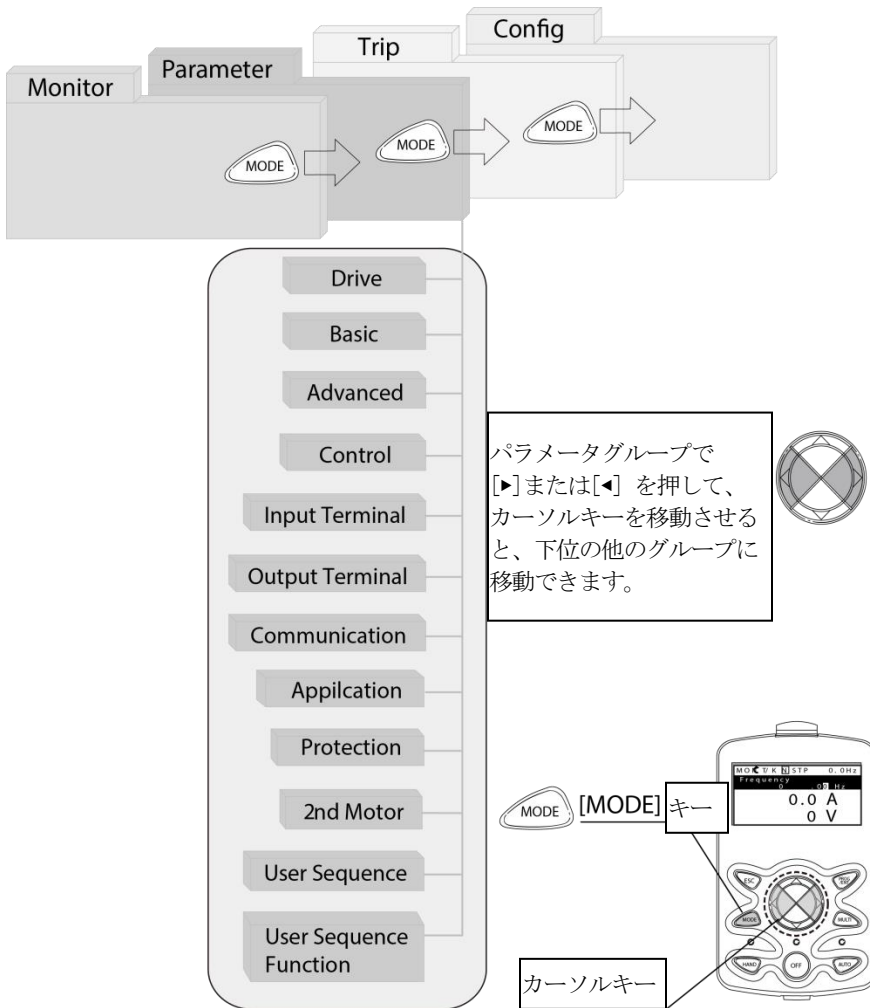 Config
Trip
Parameter
Monitor
MODE
MODE
MODE
Drive
Basic
Advanced
Control
Input Terminal
Output Terminal
Communication
Appilcation
Protection
2nd Motor
User Sequence
User Sequence
Function
パラメータグループで
[▶]または[◀] を押して、
カーソルキーを移動させる
と、下位の他のグループに
移動できます。
MODE [MODE] キー
T/K N STP 0.0Hz
Frequency
Hz
0.0 A
0 V
ESC
MODE
MULTI
HAND
OFF
AUTO
カーソルキー